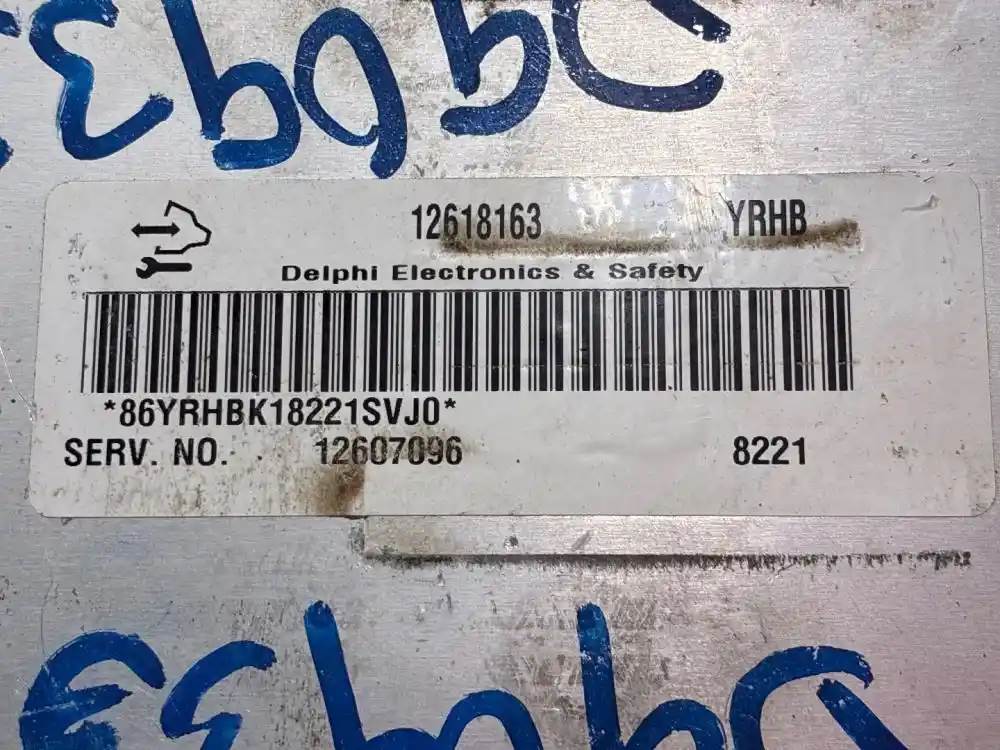 12618163 YRHB
Delphi Electronics & Safety
*86YRHBK18221SVJ0*
SERV. NO. 12607096 8221